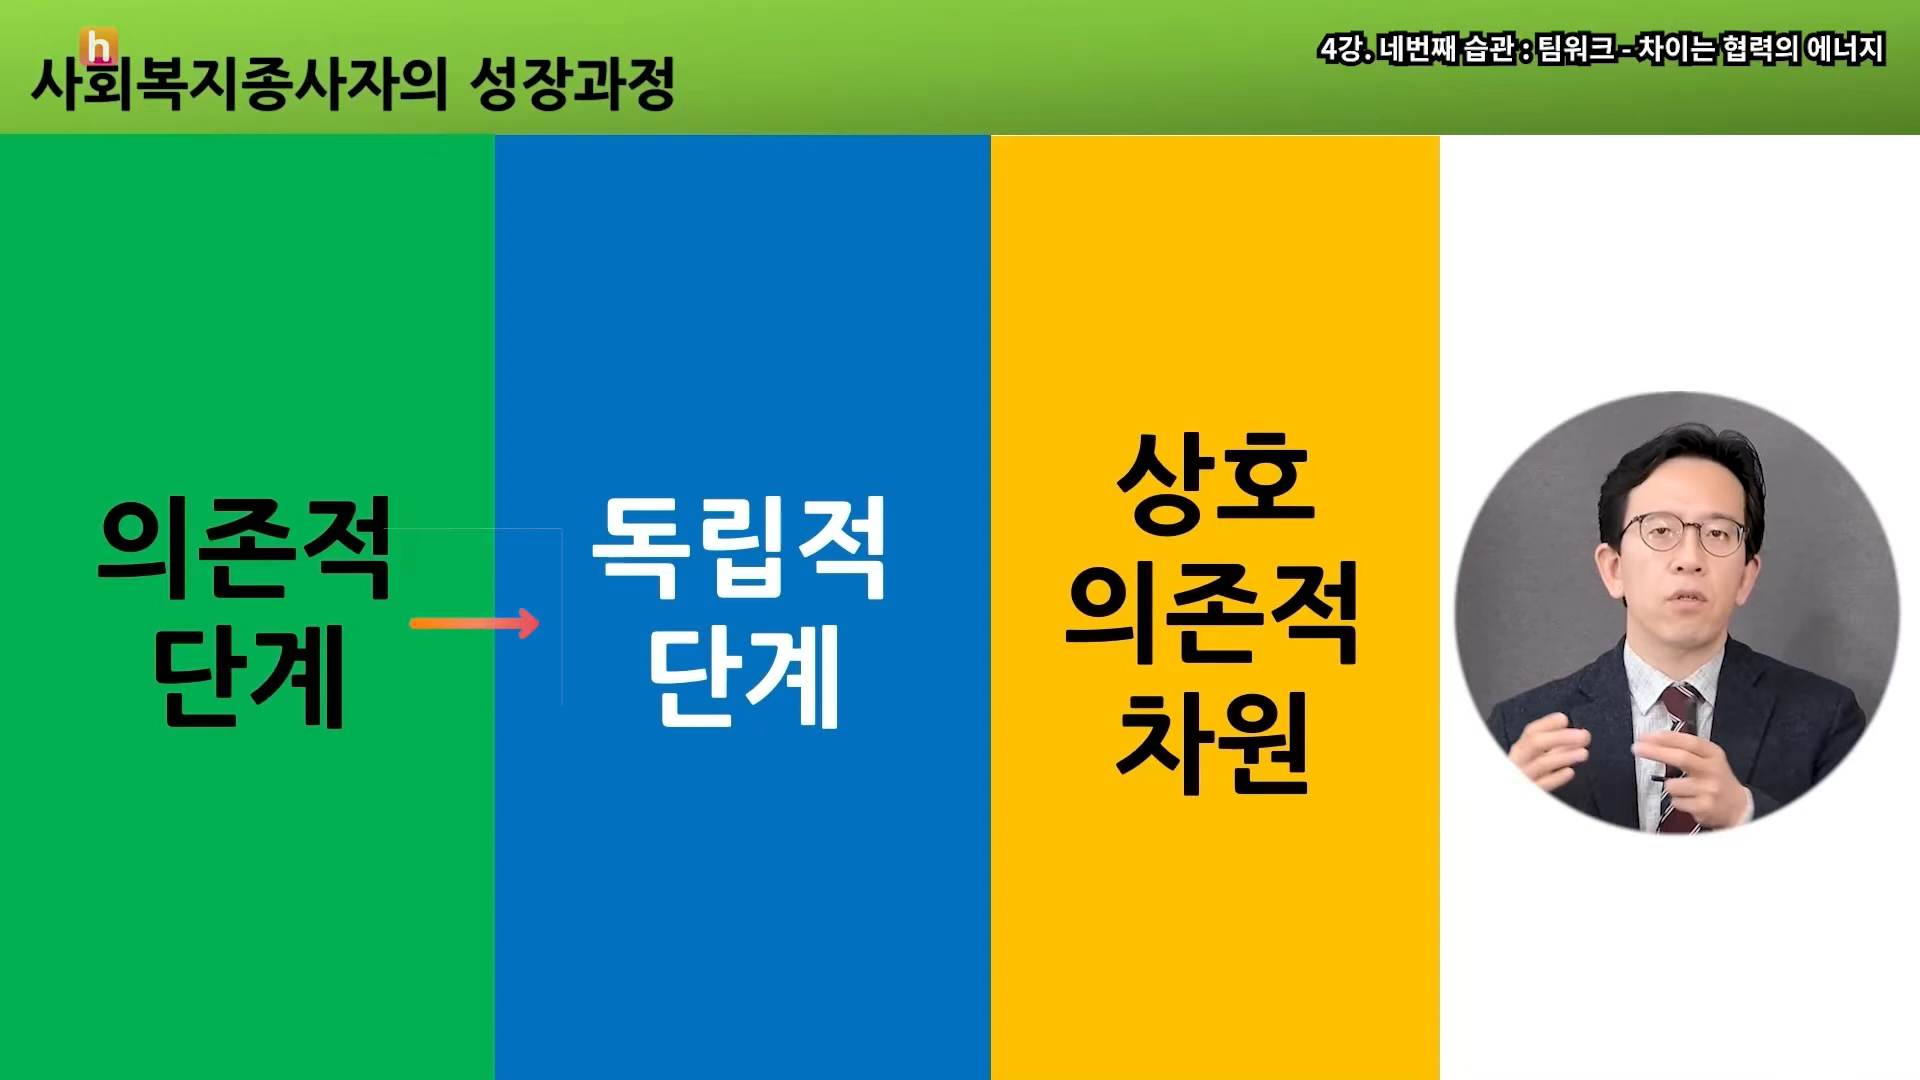 h
사회복지종사자의 성장과정
4강. 네번째 습관 : 팀워크 - 차이는 협력의 에너지
의존적
단계
독립적
단계
상호
의존적
차원